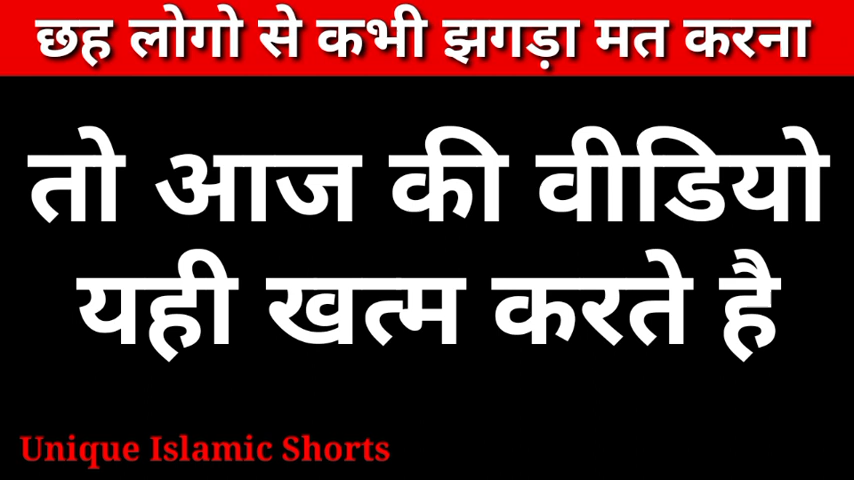 छह लोगो से कभी झगड़ा मत करना
तो आज की वीडियो
यही खत्म करते है
Unique Islamic Shorts